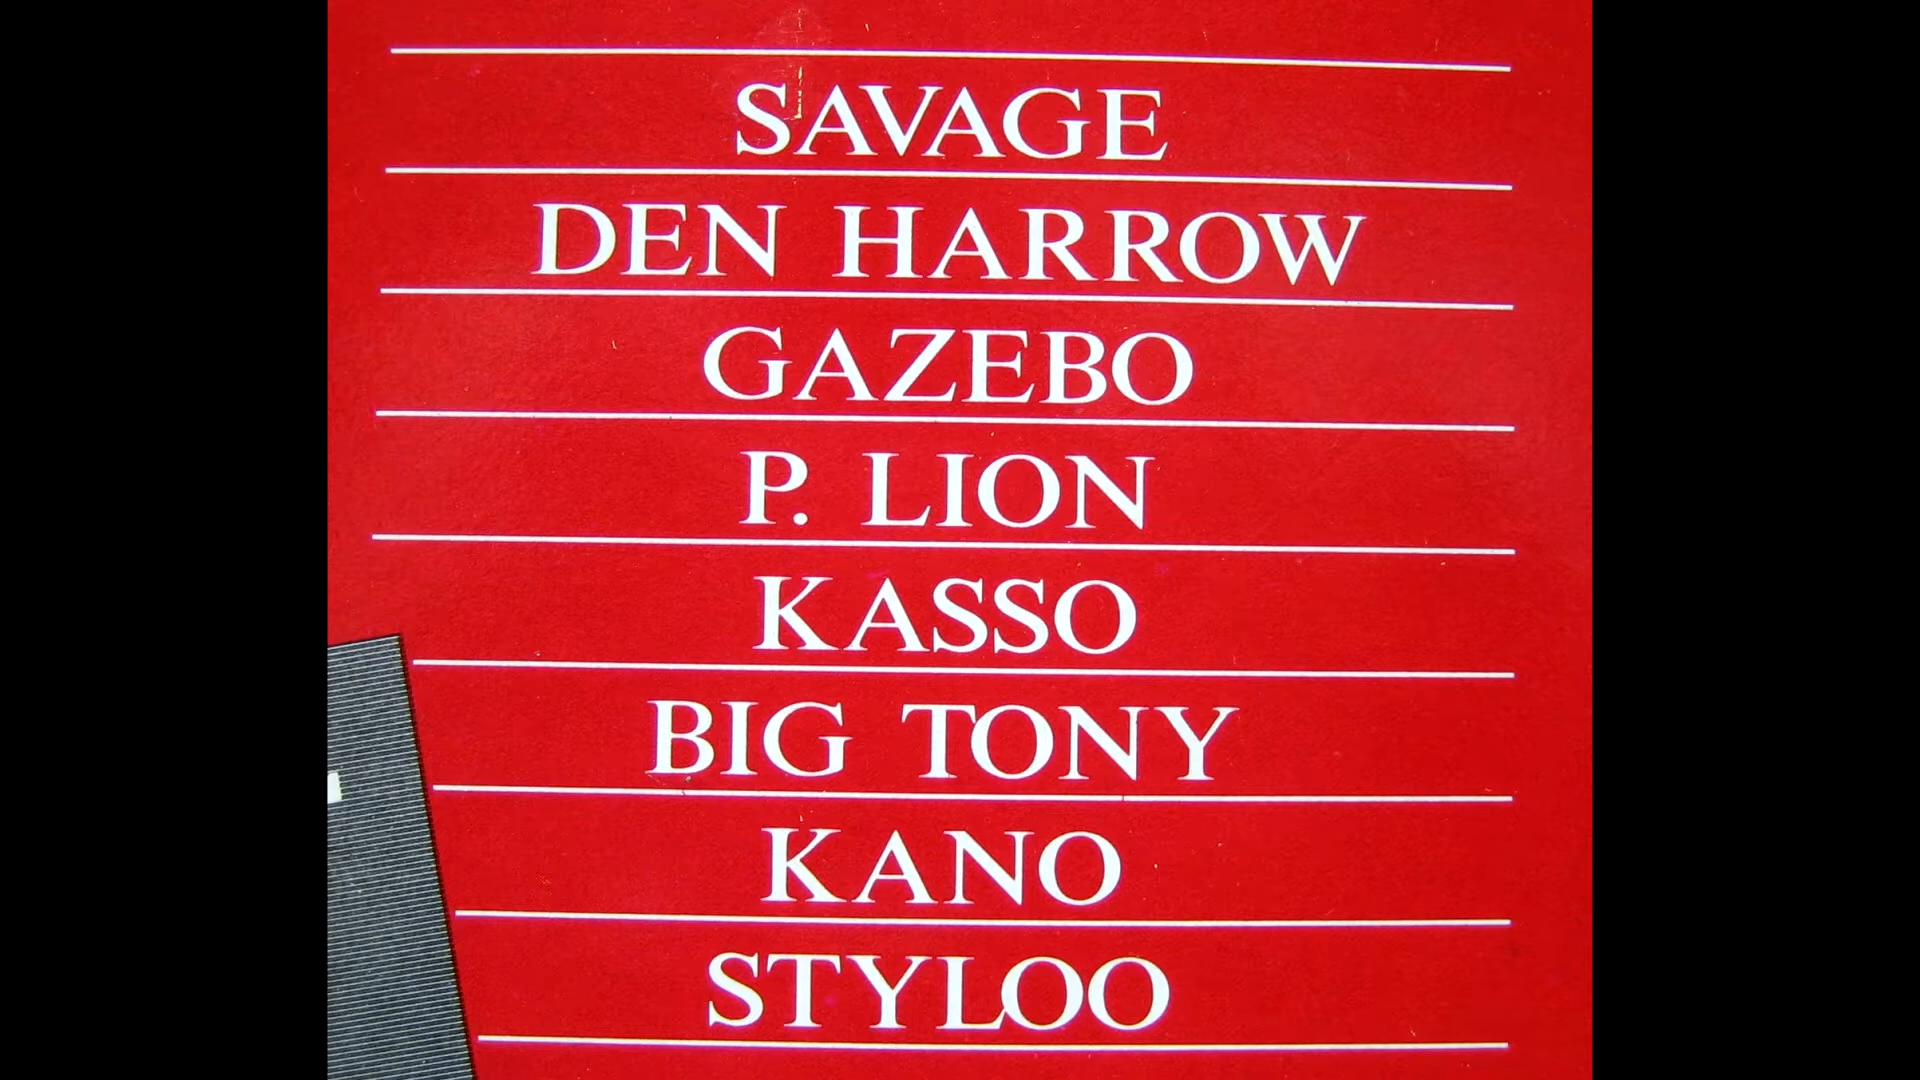 SAVAGE
DEN HARROW
GAZEBO
P. LION
KASSO
BIG TONY
KANO
STYLOO